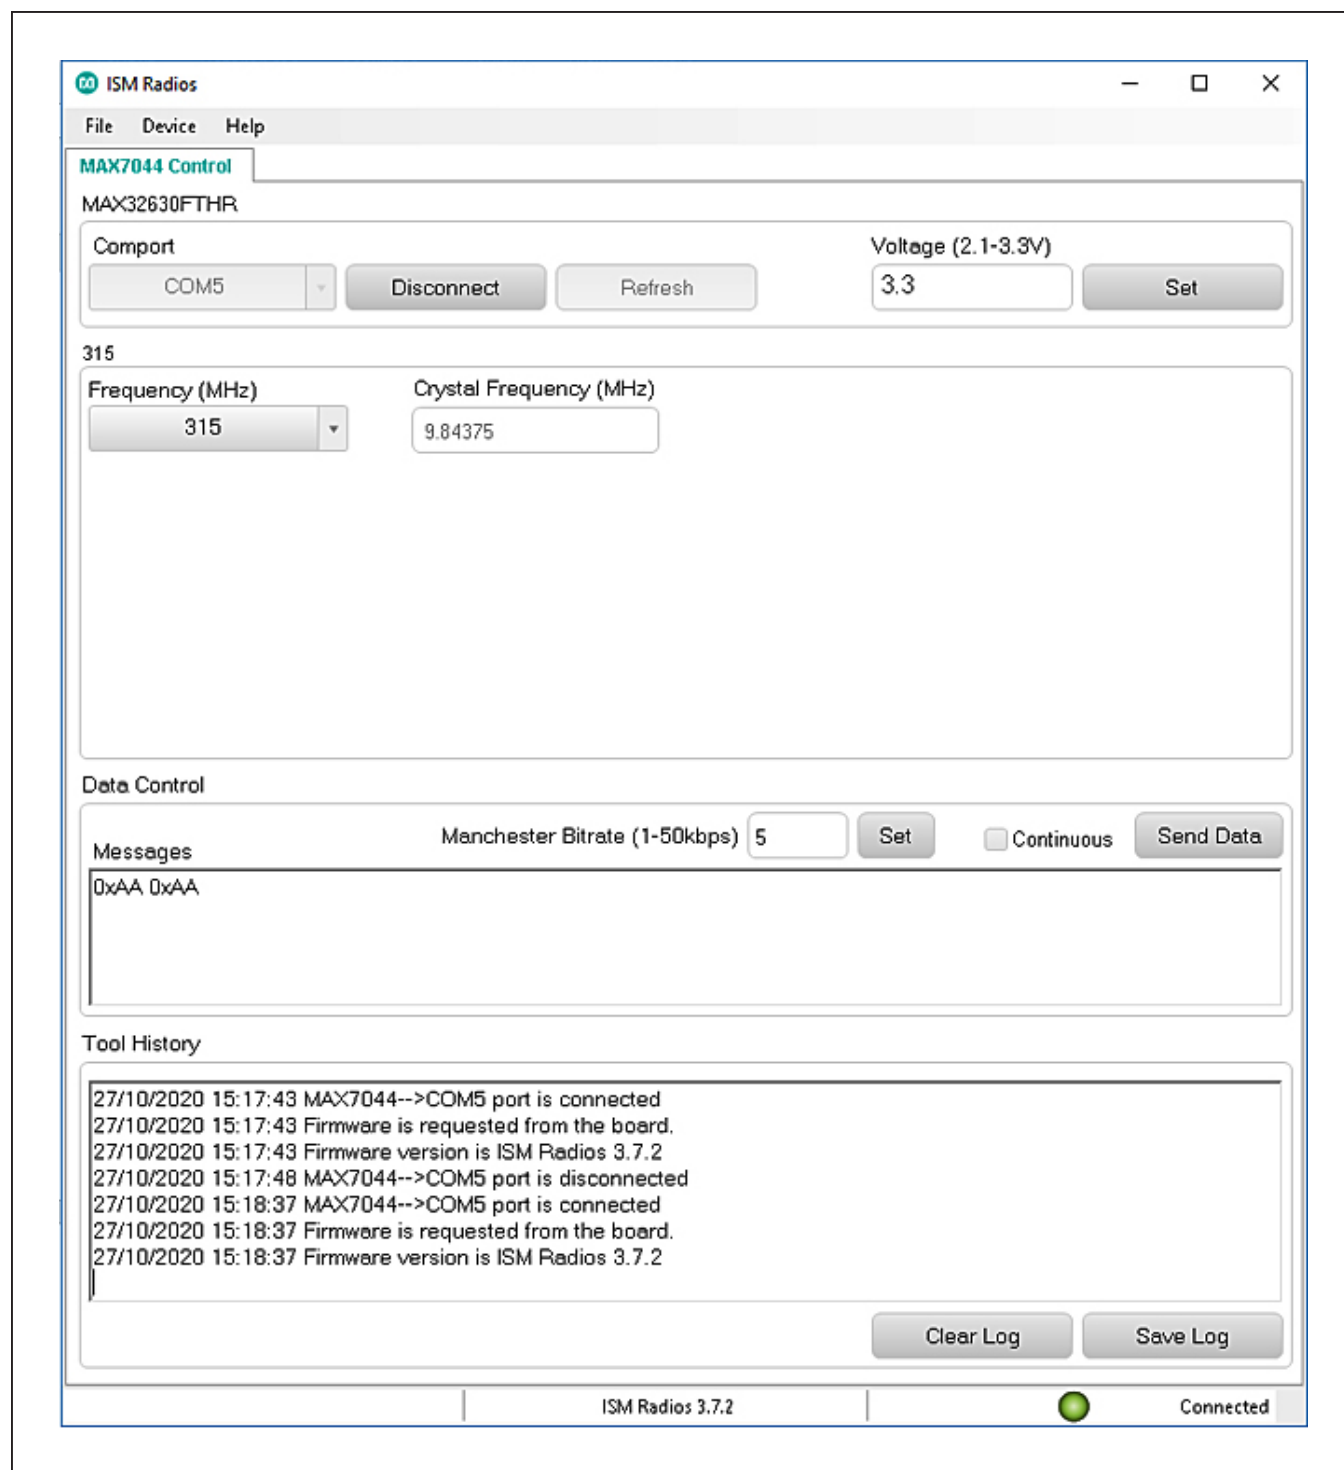 ISM Radios
File Device Help
MAX7044 Control
MAX32630FTHR
Comport Voltage (2.1-3.3V)
COM5 Disconnect Refresh 3.3 Set
315
Frequency (MHz) Crystal Frequency (MHz)
315 9.84375
Data Control
Messages Manchester Bitrate (1-50kbps) 5 Set Continuous Send Data
0xAA 0xAA
Tool History
27/10/2020 15:17:43 MAX7044-->COM5 port is connected
27/10/2020 15:17:43 Firmware is requested from the board.
27/10/2020 15:17:43 Firmware version is ISM Radios 3.7.2
27/10/2020 15:17:48 MAX7044-->COM5 port is disconnected
27/10/2020 15:18:37 MAX7044-->COM5 port is connected
27/10/2020 15:18:37 Firmware is requested from the board.
27/10/2020 15:18:37 Firmware version is ISM Radios 3.7.2
Clear Log Save Log
ISM Radios 3.7.2 Connected